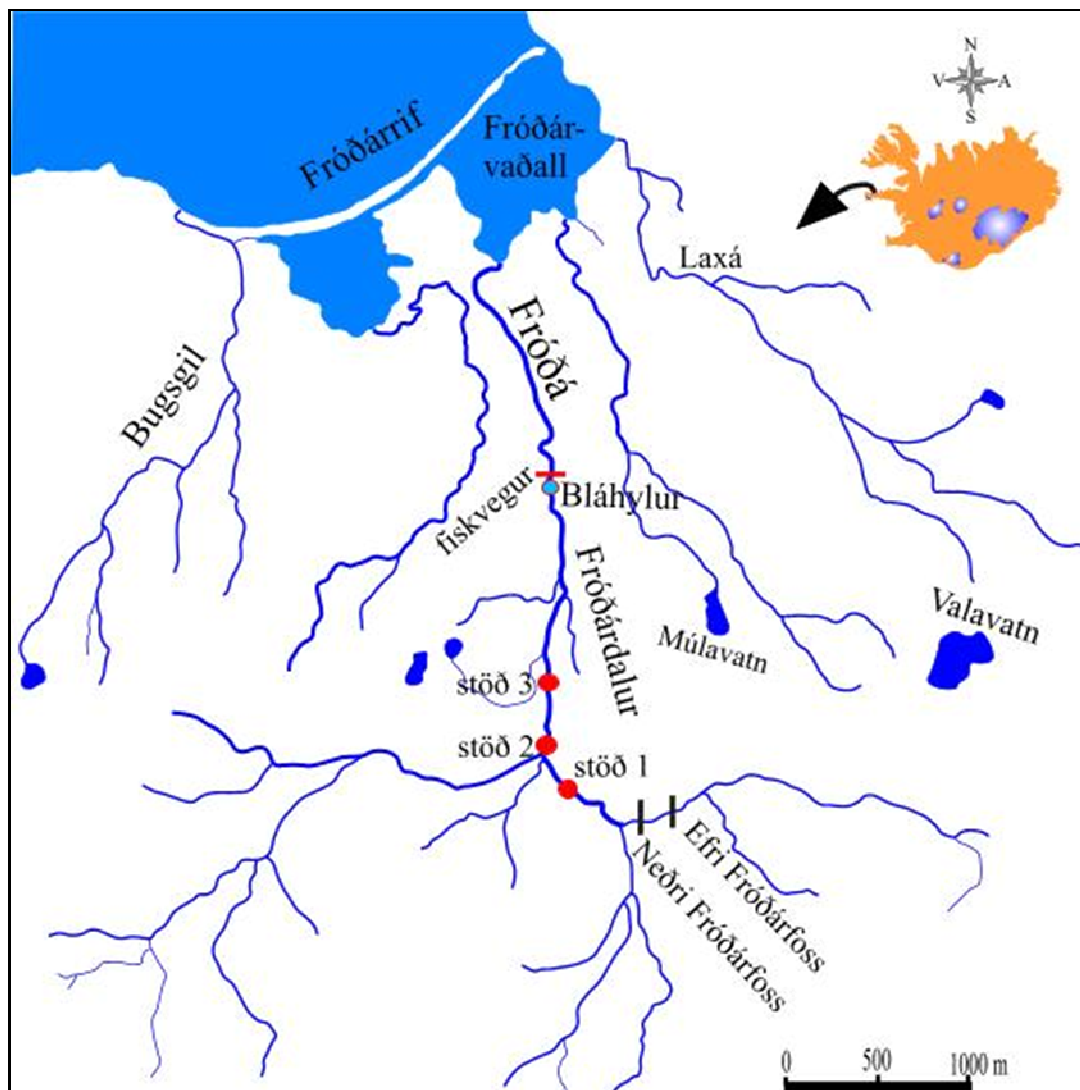 N
V A
S
Fróðárrif
Fróðár-
vaðall
Laxá
Fróðá
Bugsgil
fiskvegur
Bláhylur
Fróðárdalur
Múlavatn
Valavatn
stöð 3
stöð 2
stöð 1
Efri Fróðárfoss
Neðri Fróðárfoss
0 500 1000 m